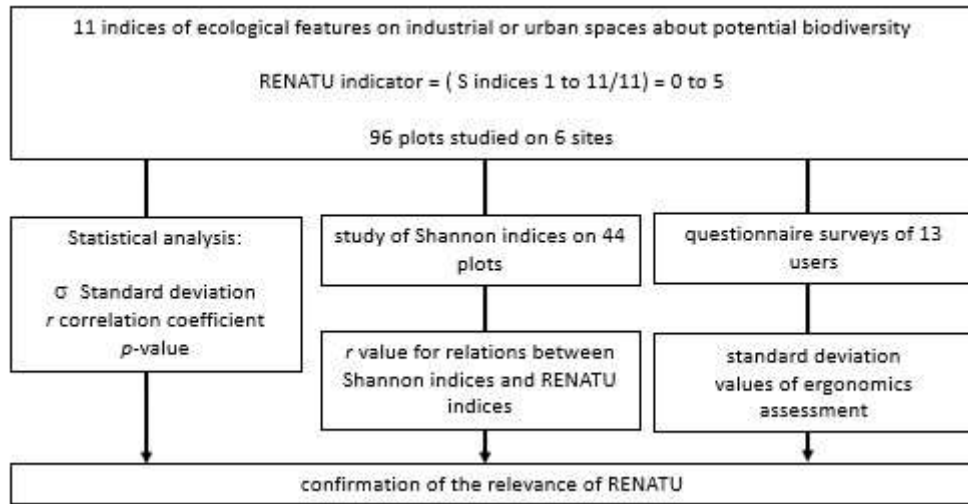 11 indices of ecological features on industrial or urban spaces about potential biodiversity
RENATU indicator = ( S indices 1 to 11/11) = 0 to 5
96 plots studied on 6 sites
Statistical analysis:
σ Standard deviation
r correlation coefficient
p-value
study of Shannon indices on 44
plots
r value for relations between
Shannon indices and RENATU
indices
questionnaire surveys of 13
users
standard deviation
values of ergonomics
assessment
confirmation of the relevance of RENATU